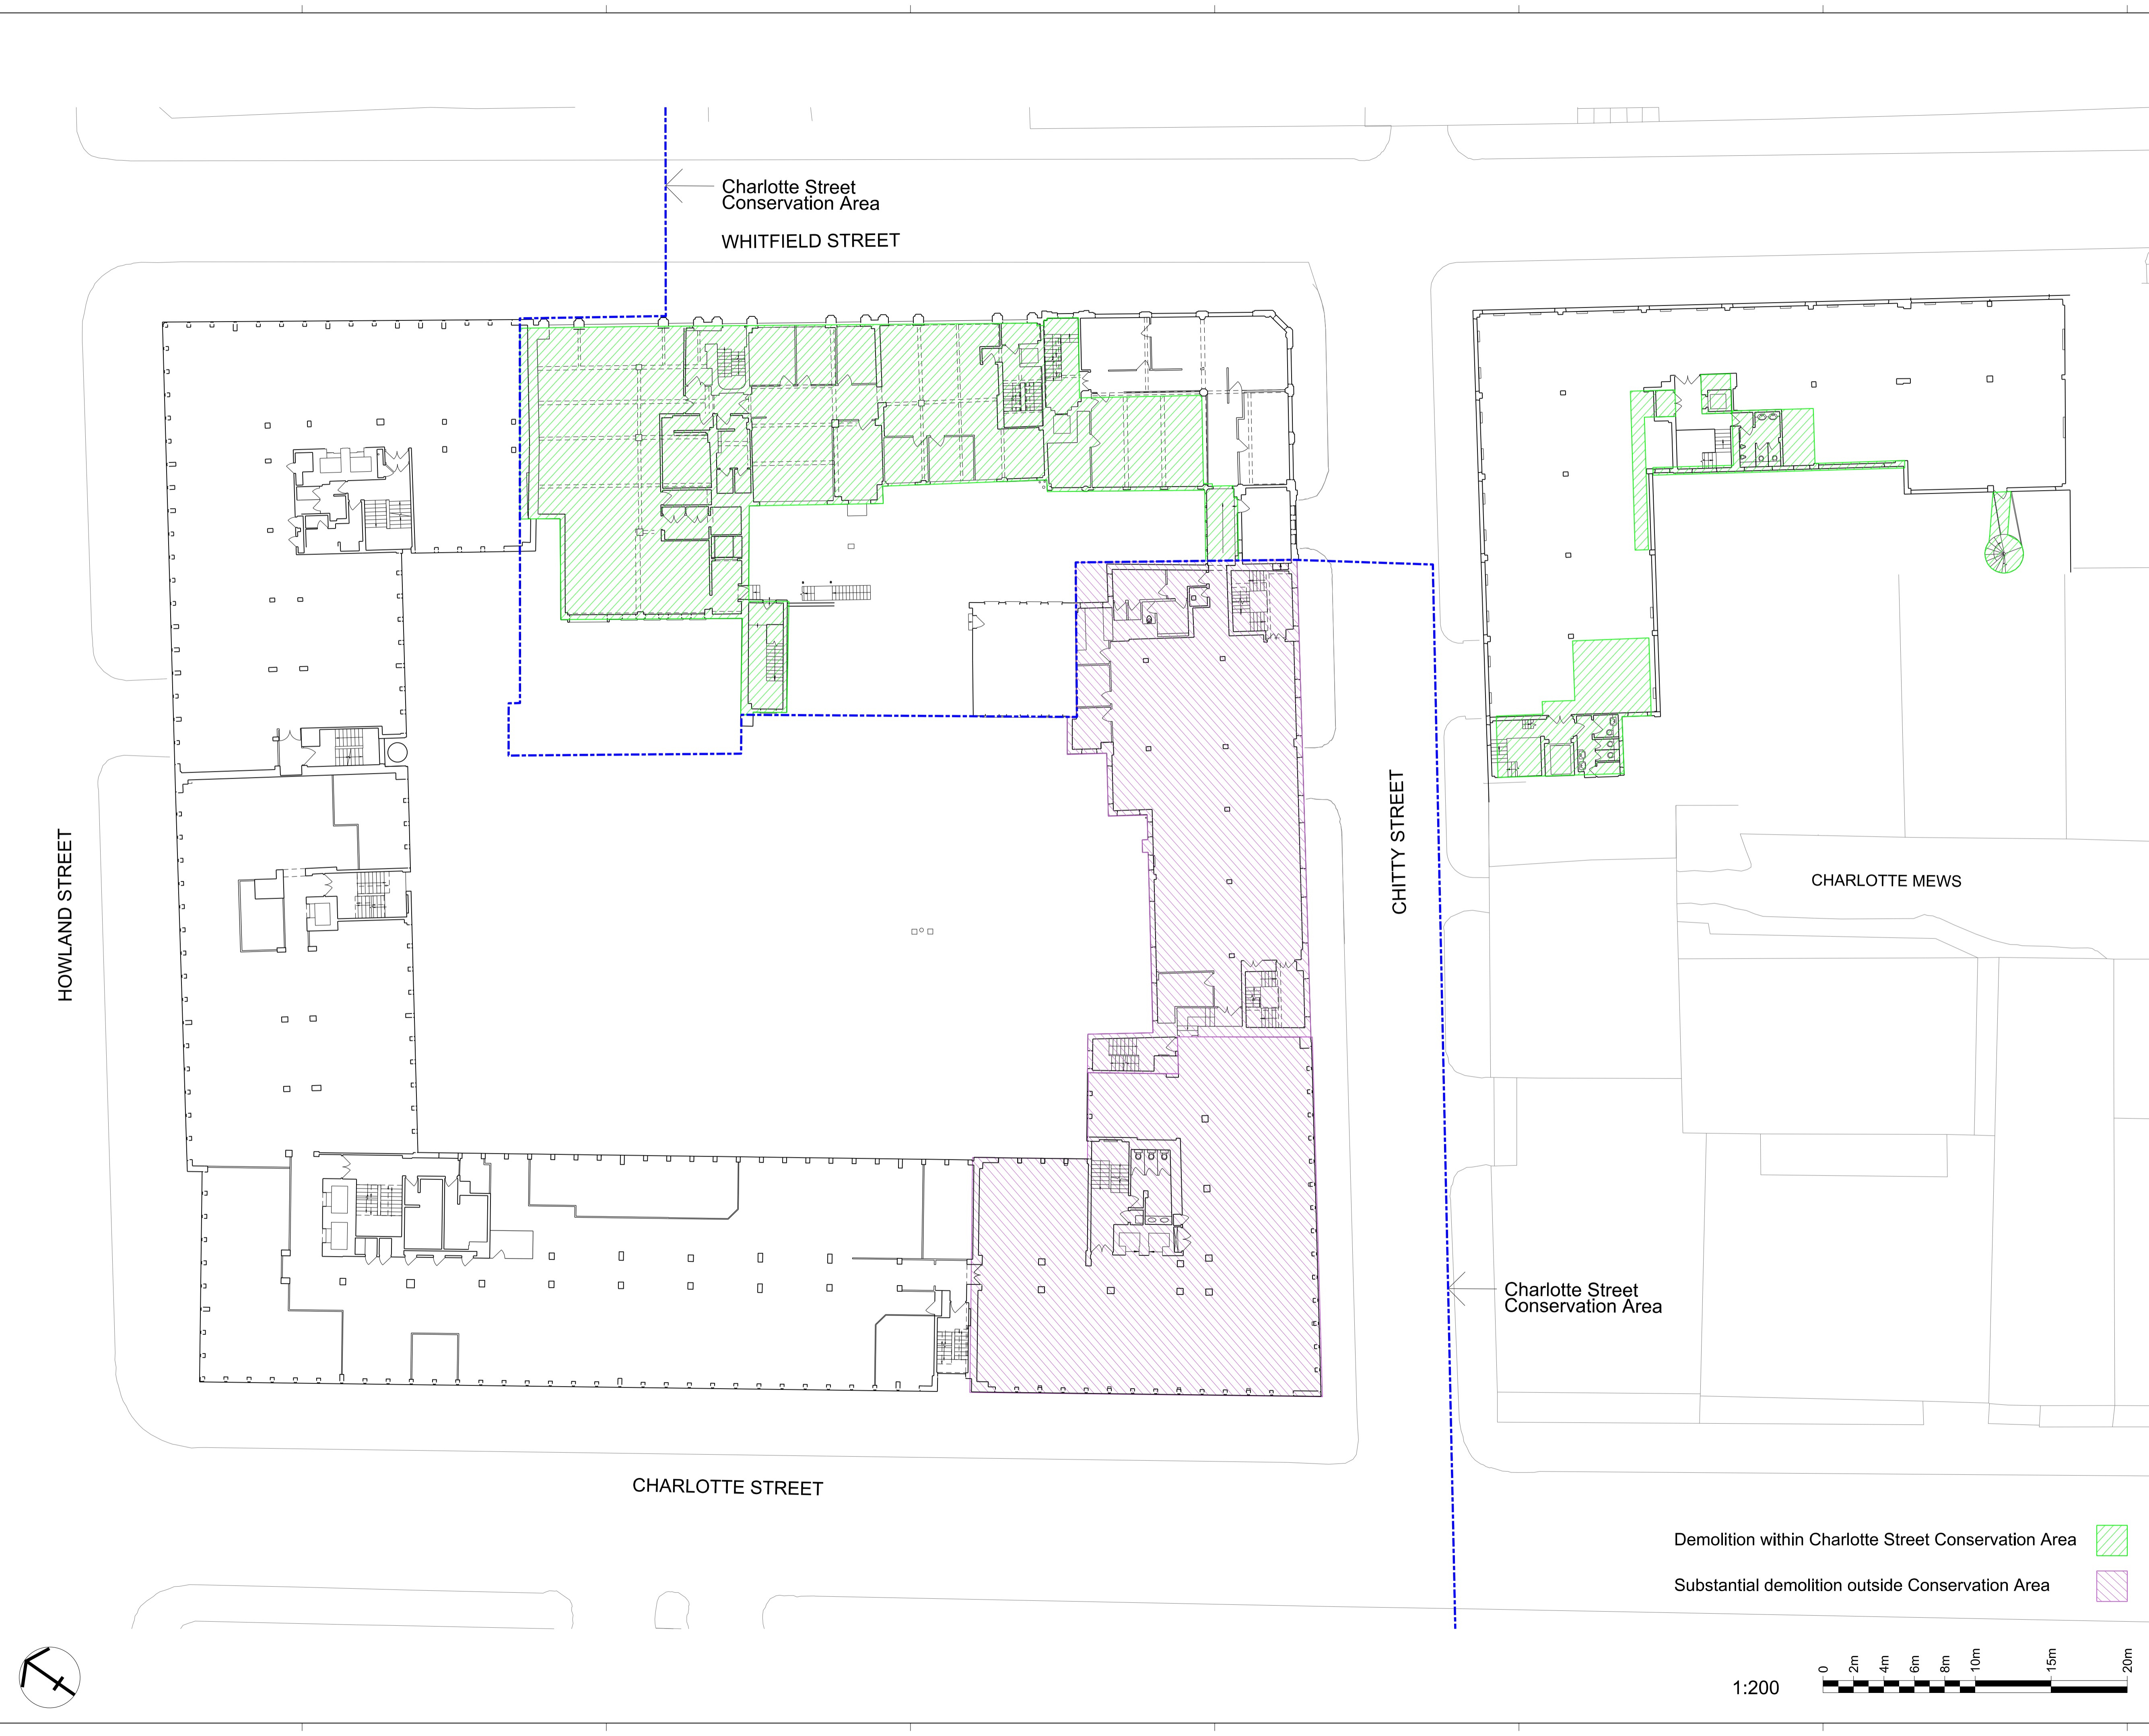 Charlotte Street
Conservation Area
WHITFIELD STREET
HOWLAND STREET
CHITTY STREET
CHARLOTTE MEWS
Charlotte Street
Conservation Area
CHARLOTTE STREET
Demolition within Charlotte Street Conservation Area
Substantial demolition outside Conservation Area
1:200
0 2m 4m 6m 8m 10m 15m 20m